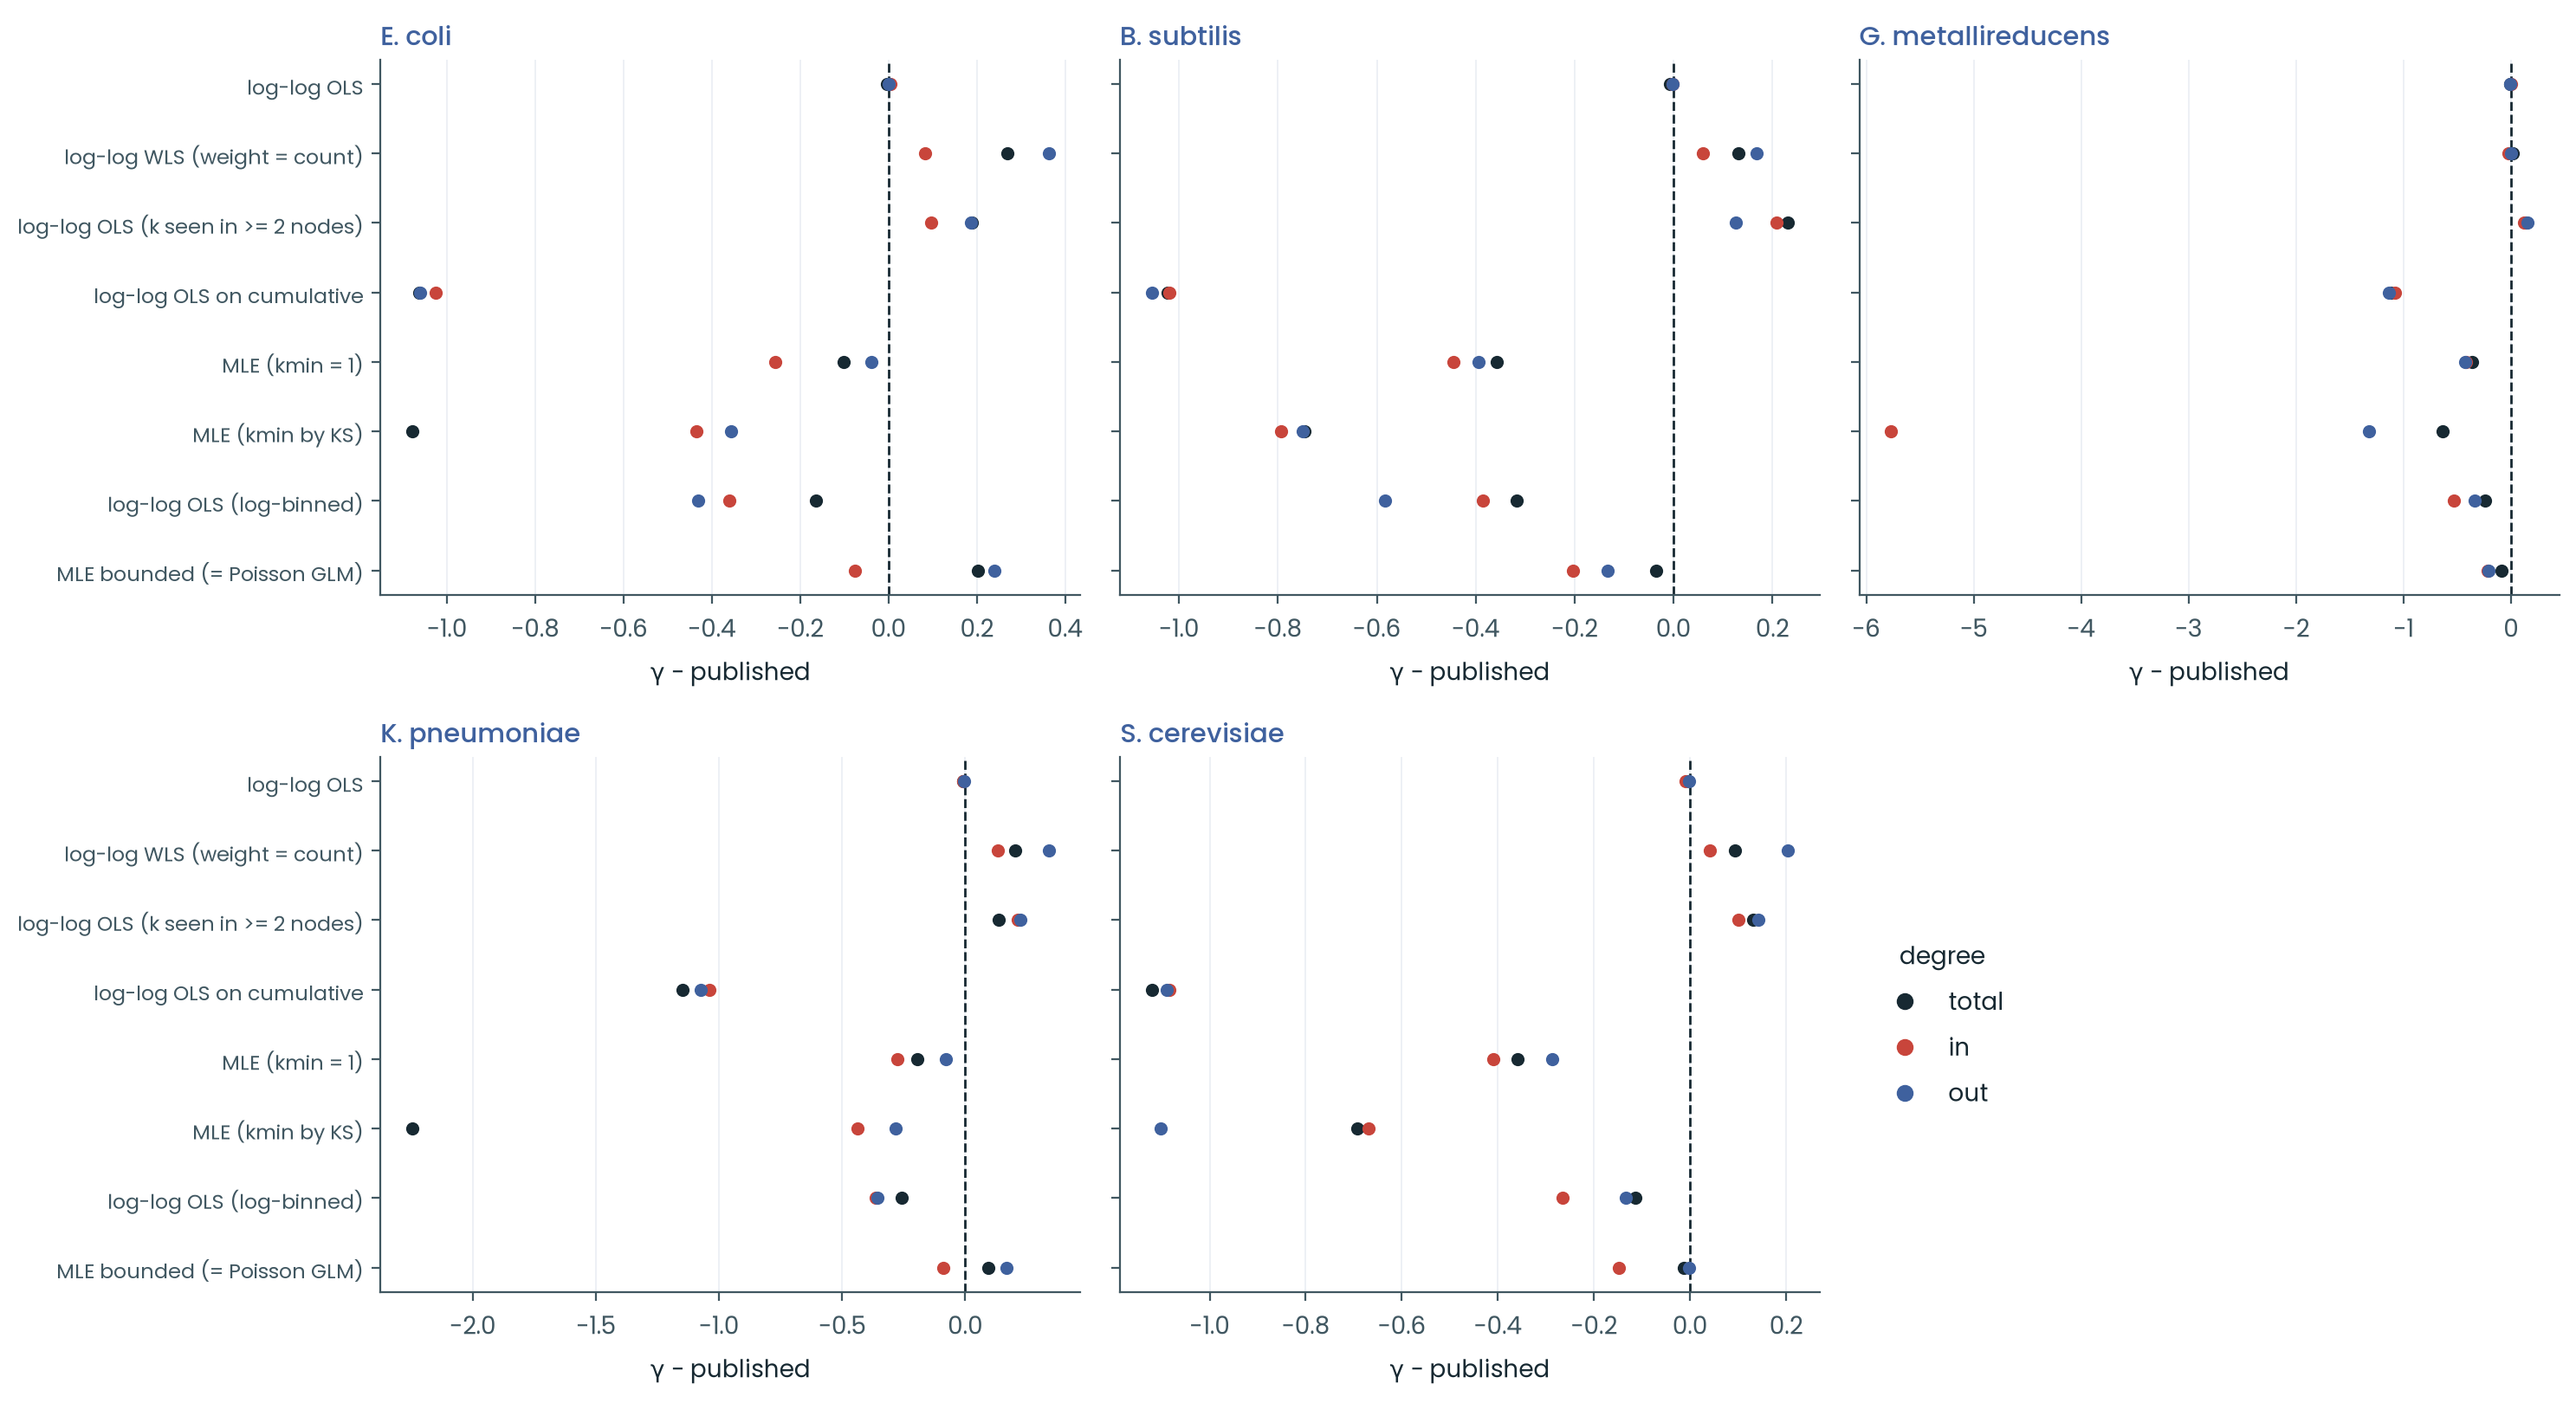 E. coli
B. subtilis
G. metallireducens
log-log OLS
log-log WLS (weight = count)
log-log OLS (k seen in >= 2 nodes)
log-log OLS on cumulative
MLE (kmin = 1)
MLE (kmin by KS)
log-log OLS (log-binned)
MLE bounded (= Poisson GLM)
−1.0 −0.8 −0.6 −0.4 −0.2 0.0 0.2 0.4
−1.0 −0.8 −0.6 −0.4 −0.2 0.0 0.2
−6 −5 −4 −3 −2 −1 0
γ − published
γ − published
γ − published
K. pneumoniae
S. cerevisiae
log-log OLS
log-log WLS (weight = count)
log-log OLS (k seen in >= 2 nodes)
log-log OLS on cumulative
MLE (kmin = 1)
MLE (kmin by KS)
log-log OLS (log-binned)
MLE bounded (= Poisson GLM)
−2.0 −1.5 −1.0 −0.5 0.0
−1.0 −0.8 −0.6 −0.4 −0.2 0.0 0.2
γ − published
γ − published
degree
total
in
out